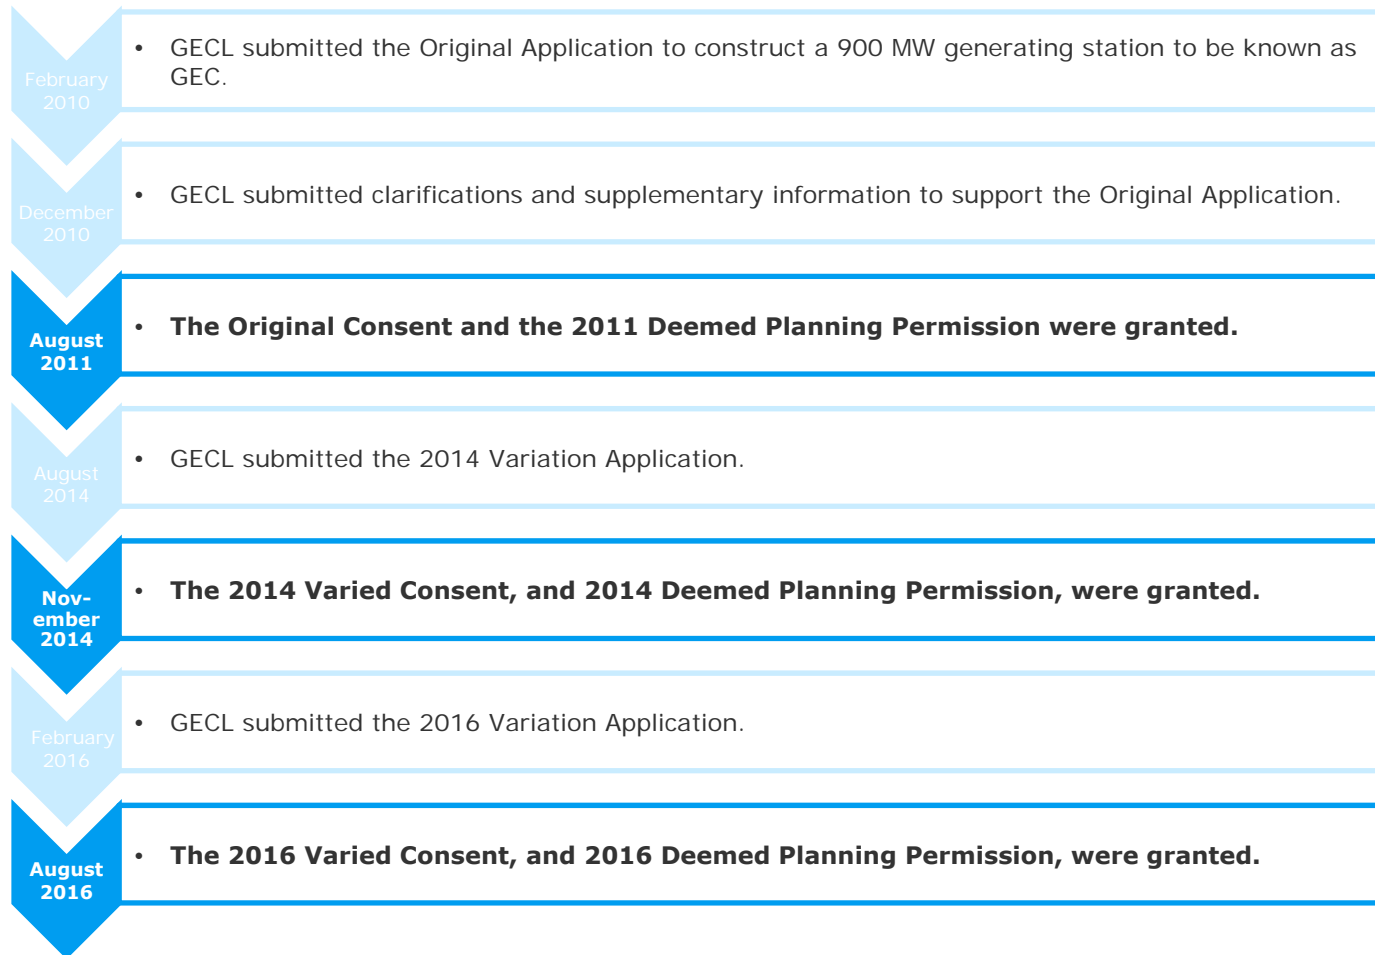 February
2010
• GECL submitted the Original Application to construct a 900 MW generating station to be known as
GEC.
December
2010
• GECL submitted clarifications and supplementary information to support the Original Application.
August
2011
• The Original Consent and the 2011 Deemed Planning Permission were granted.
August
2014
• GECL submitted the 2014 Variation Application.
Nov-
ember
2014
• The 2014 Varied Consent, and 2014 Deemed Planning Permission, were granted.
February
2016
• GECL submitted the 2016 Variation Application.
August
2016
• The 2016 Varied Consent, and 2016 Deemed Planning Permission, were granted.